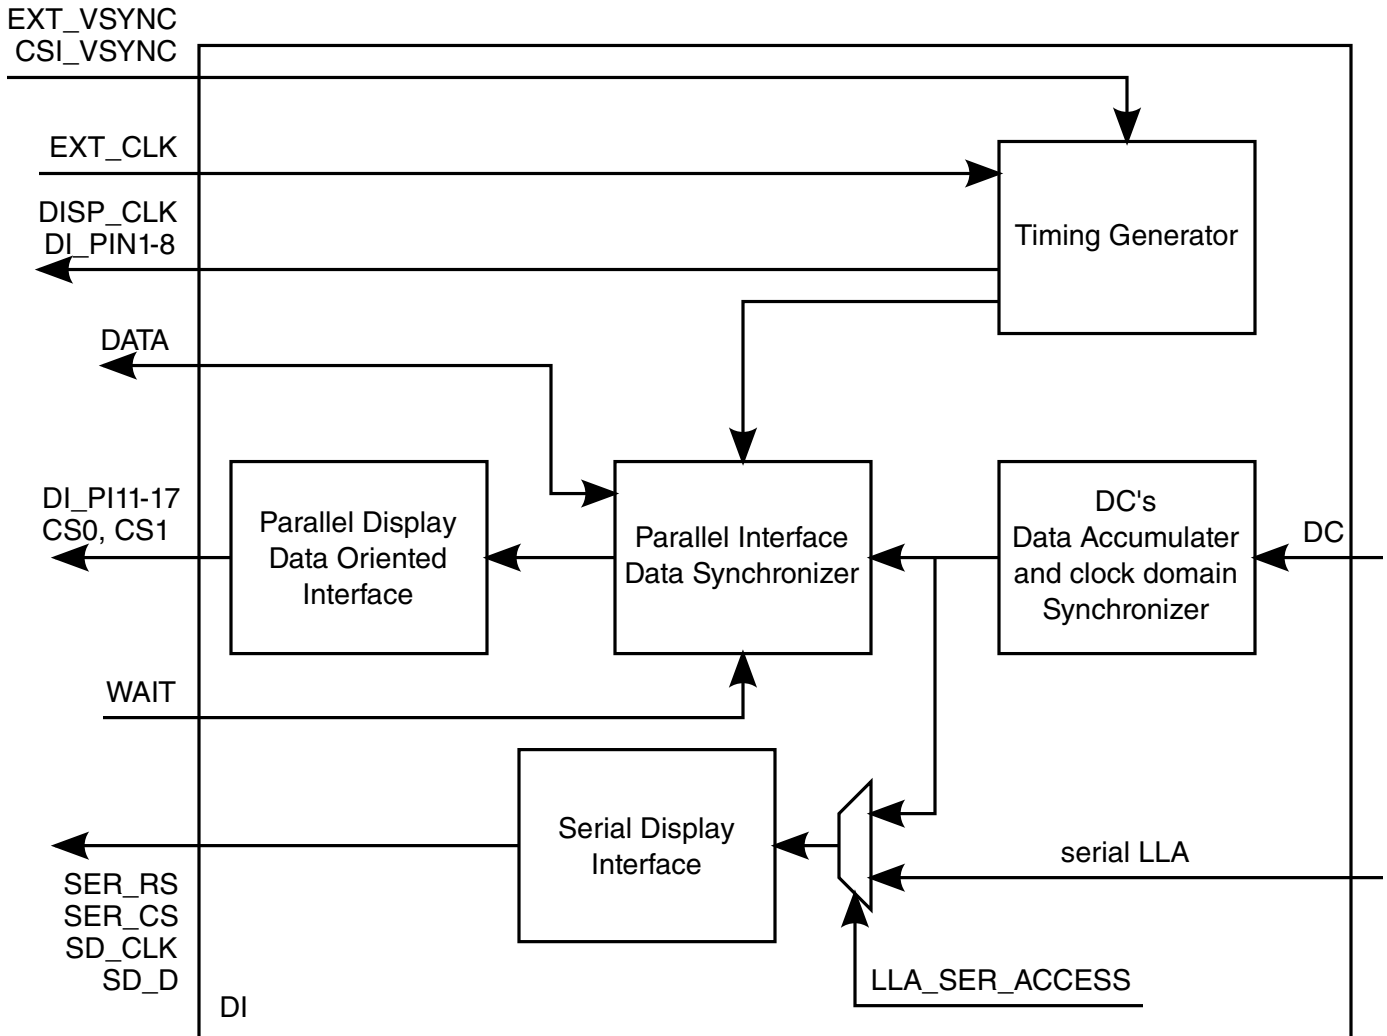 EXT_VSYNC
CSI_VSYNC
EXT_CLK
DISP_CLK
DI_PIN1-8
Timing Generator
DATA
DI_PI11-17
CS0, CS1
Parallel Display
Data Oriented
Interface
Parallel Interface
Data Synchronizer
DC's
Data Accumulater
and clock domain
Synchronizer
DC
WAIT
Serial Display
Interface
serial LLA
SER_RS
SER_CS
SD_CLK
SD_D
LLA_SER_ACCESS
DI